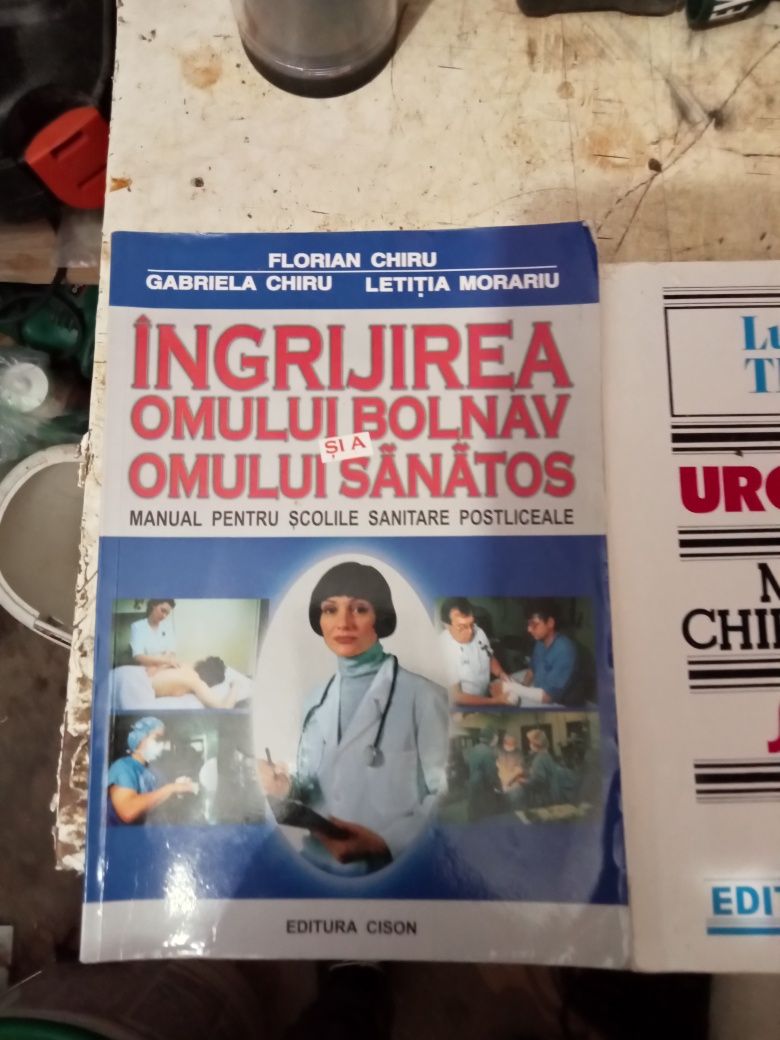 FLORIAN CHIRU
GABRIELA CHIRU LETIȚIA MORARIU
ÎNGRIJIREA
OMULUI BOLNAV
ȘI A
OMULUI SĂNĂTOS
MANUAL PENTRU ȘCOLILE SANITARE POSTLICEALE
EDITURA CISON